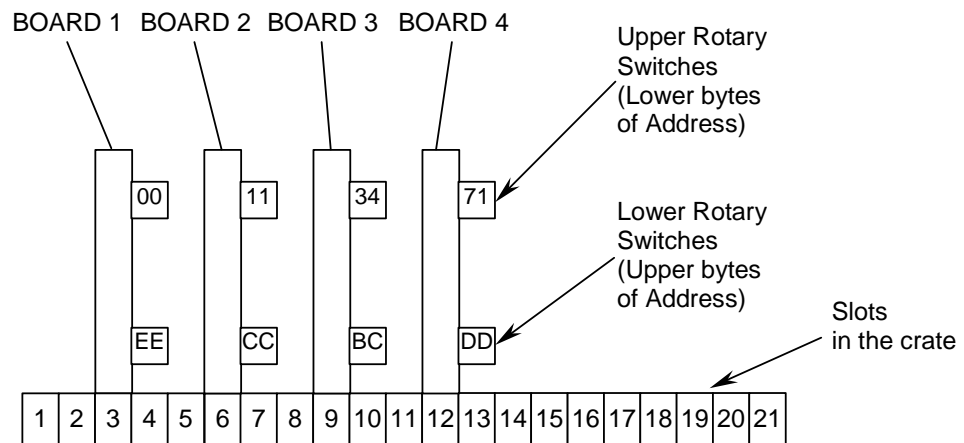 BOARD 1 BOARD 2 BOARD 3 BOARD 4
Upper Rotary
Switches
(Lower bytes
of Address)
00 11 34 71
Lower Rotary
Switches
(Upper bytes
of Address)
EE CC BC DD
Slots
in the crate
1 2 3 4 5 6 7 8 9 10 11 12 13 14 15 16 17 18 19 20 21